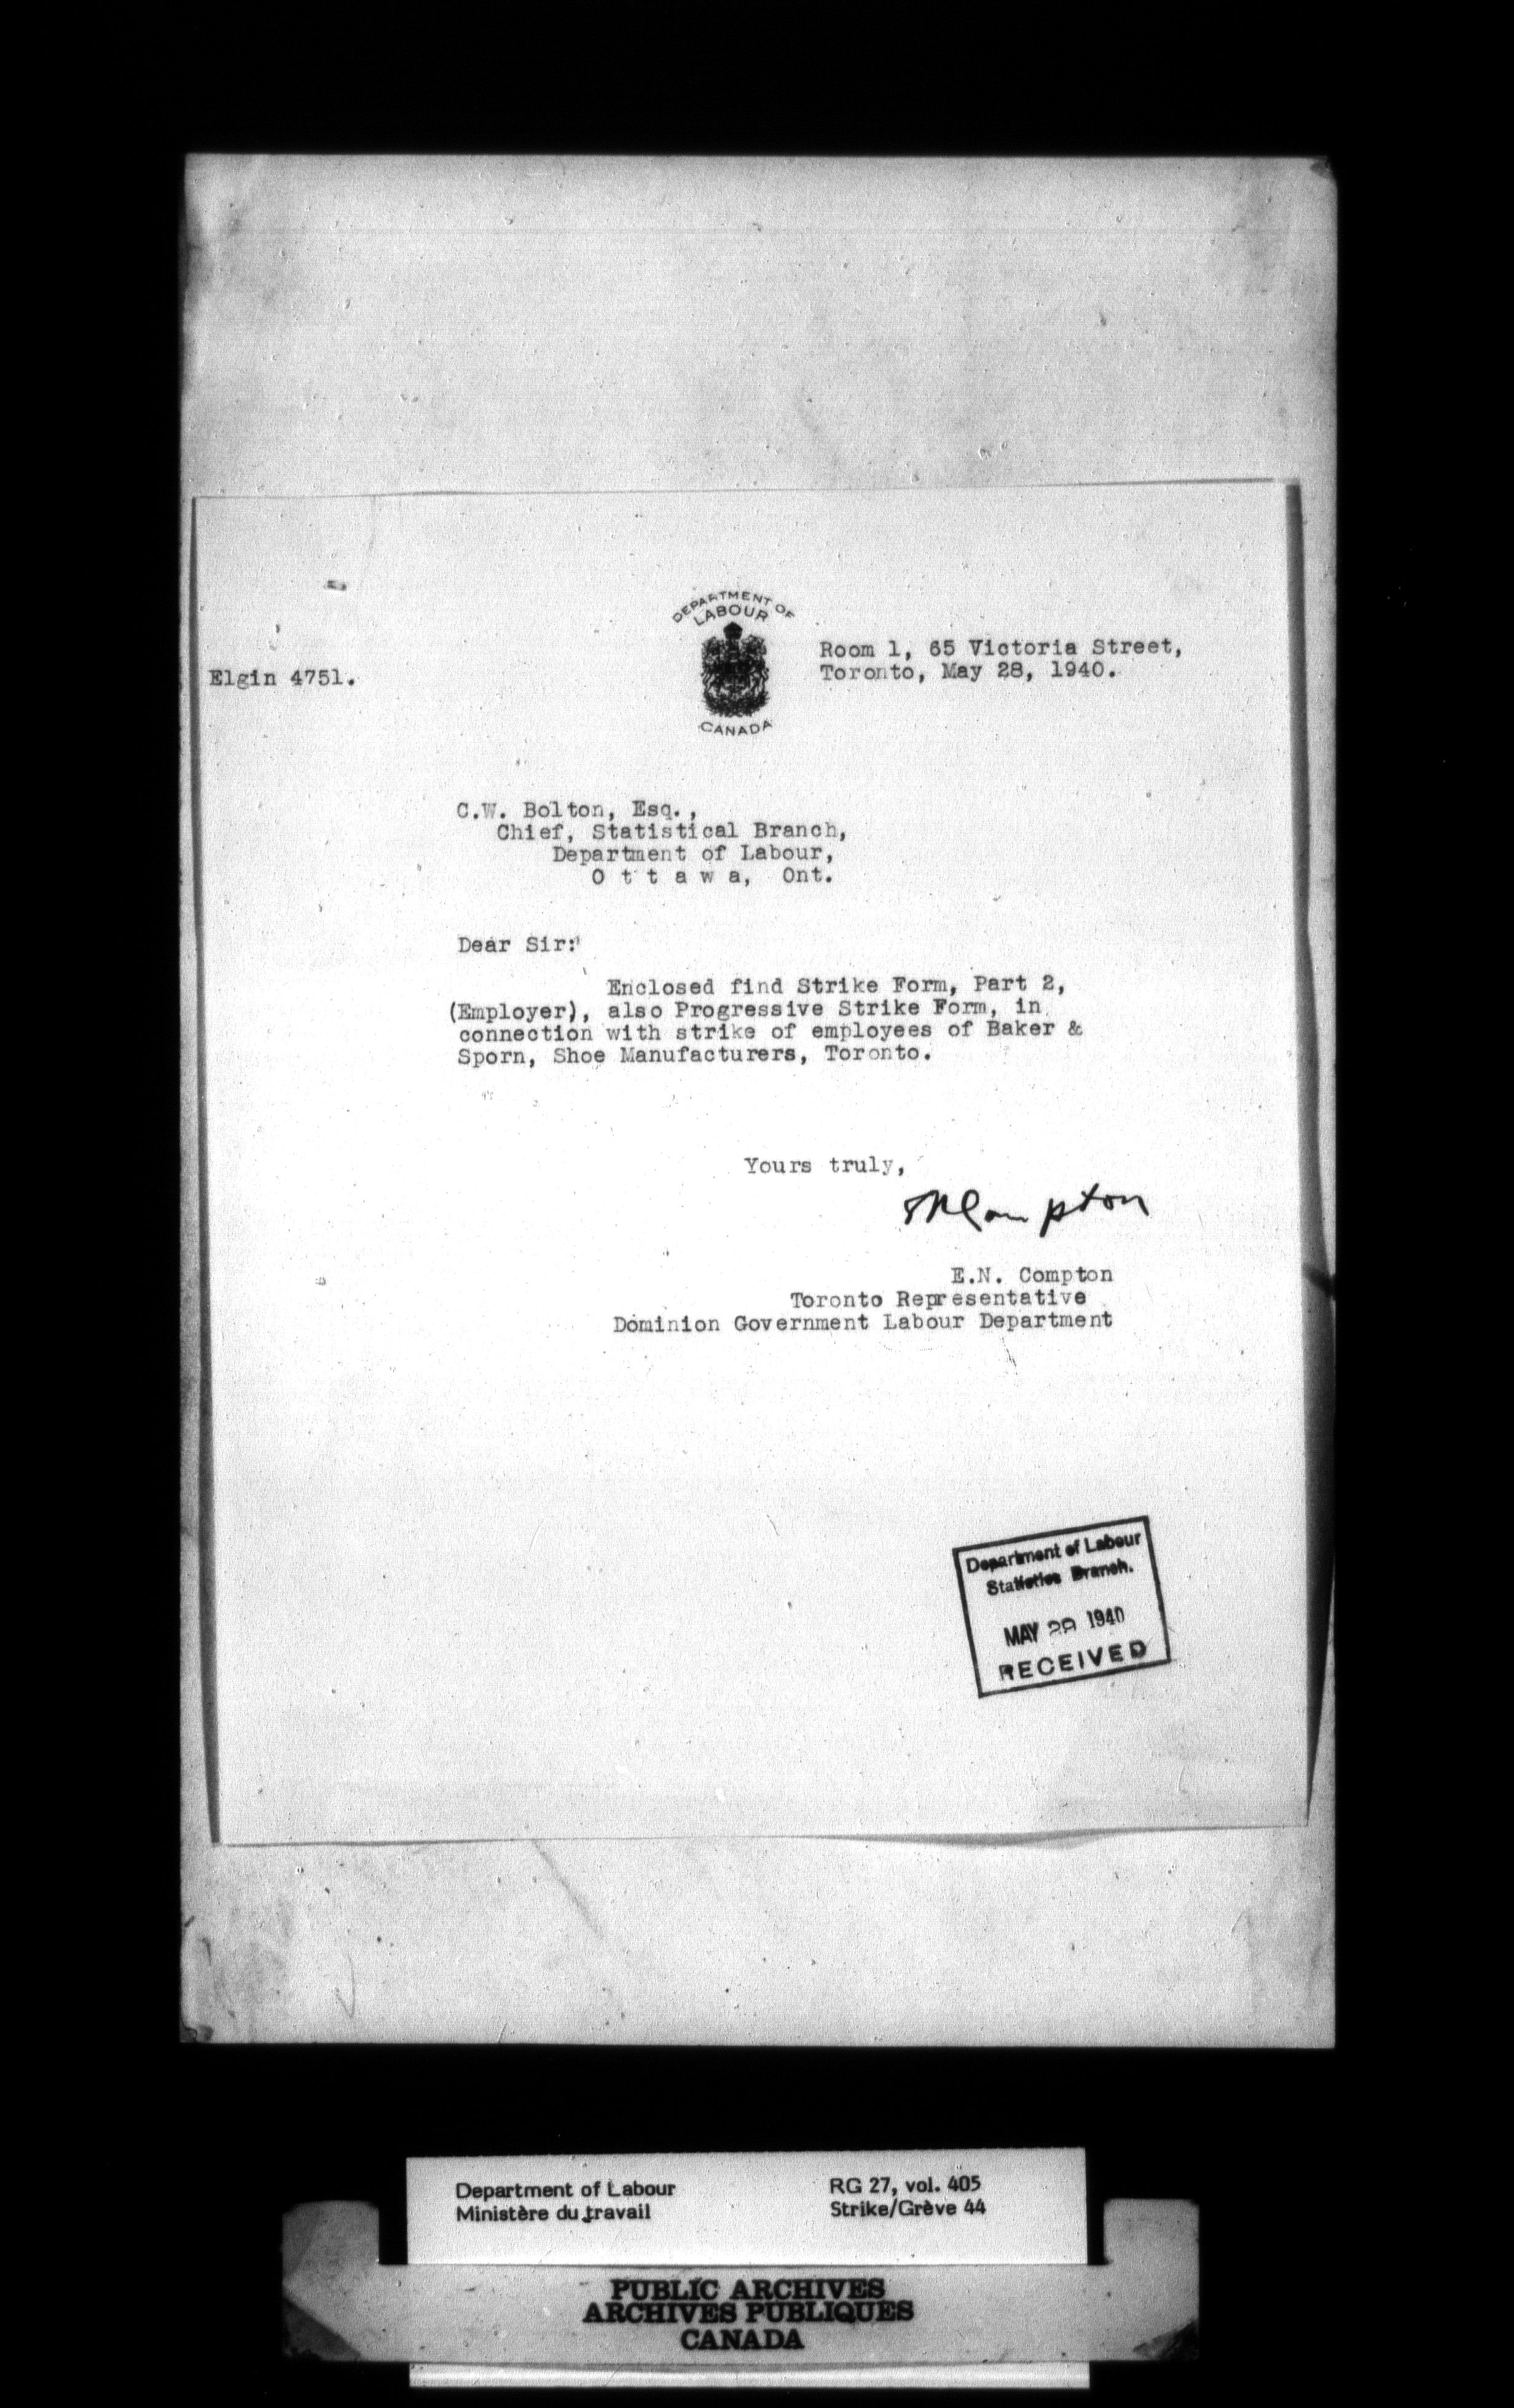 DEPARTMENT OF
LABOUR
CANADA
Elgin 4751.
Room 1, 65 Victoria Street,
Toronto, May 28, 1940.
C.W. Bolton, Esq.,
Chief, Statistical Branch,
Department of Labour,
O t t a w a, Ont.
Dear Sir:
Enclosed find Strike Form, Part 2,
(Employer), also Progressive Strike Form, in
connection with strike of employees of Baker &
Sporn, Shoe Manufacturers, Toronto.
Yours truly,
ENCompton
E.N. Compton
Toronto Representative
Dominion Government Labour Department
Department of Labour
Statistics Branch.
MAY 29 1940
RECEIVED
Department of Labour
Ministère du travail
RG 27, vol. 405
Strike/Grève 44
PUBLIC ARCHIVES
ARCHIVES PUBLIQUES
CANADA